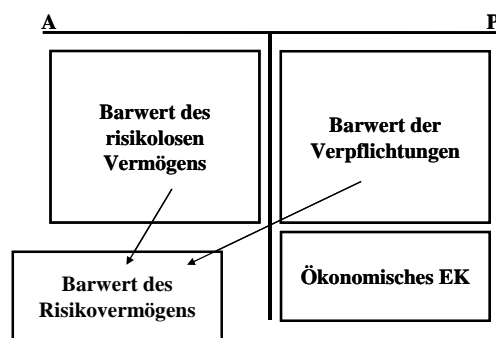 A
P
Barwert des
risikolosen
Vermögens
Barwert der
Verpflichtungen
Barwert des
Risikovermögens
Ökonomisches EK